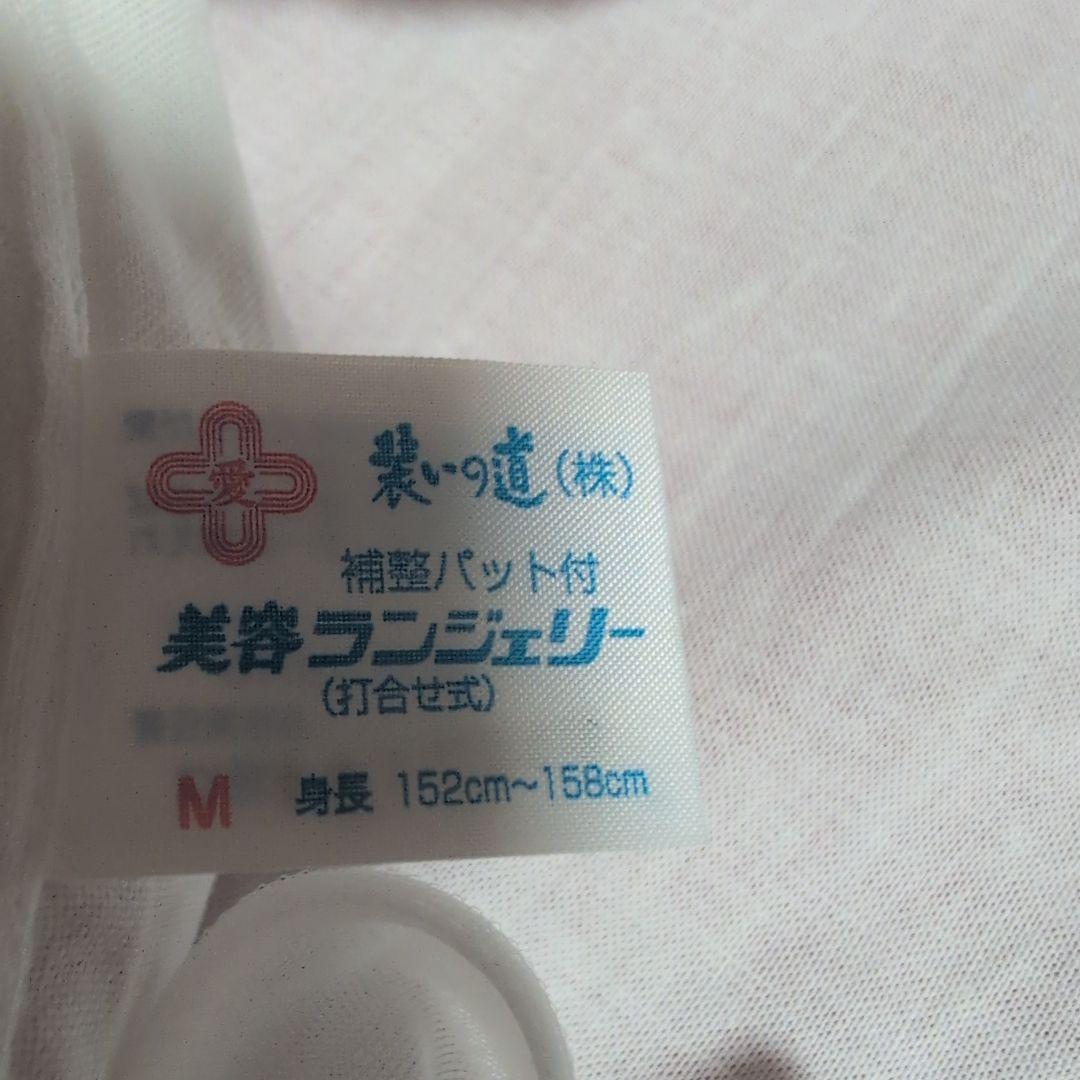 愛
装いの道(株)
補整パット付
美容ランジェリー
(打合せ式)
M 身長 152cm~158cm